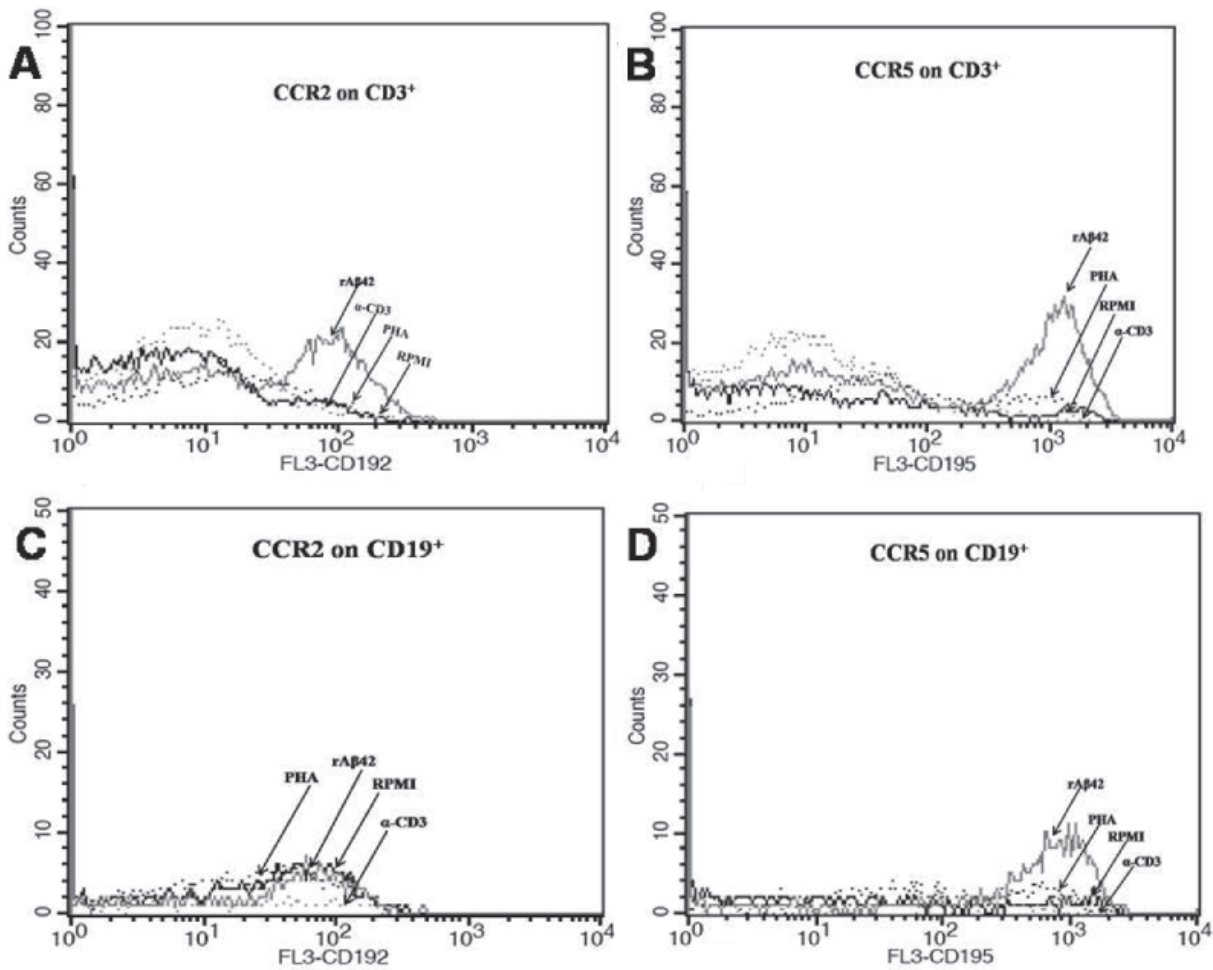 A
CCR2 on CD3⁺
100
80
60
40
20
0
Counts
rAβ42
α-CD3
PHA
RPMI
10⁰ 10¹ 10² 10³ 10⁴
FL3-CD192
B
CCR5 on CD3⁺
100
80
60
40
20
0
Counts
rAβ42
PHA
RPMI
α-CD3
10⁰ 10¹ 10² 10³ 10⁴
FL3-CD195
C
CCR2 on CD19⁺
50
40
30
20
10
0
Counts
rAβ42
PHA
RPMI
α-CD3
10⁰ 10¹ 10² 10³ 10⁴
FL3-CD192
D
CCR5 on CD19⁺
50
40
30
20
10
0
Counts
rAβ42
PHA
RPMI
α-CD3
10⁰ 10¹ 10² 10³ 10⁴
FL3-CD195